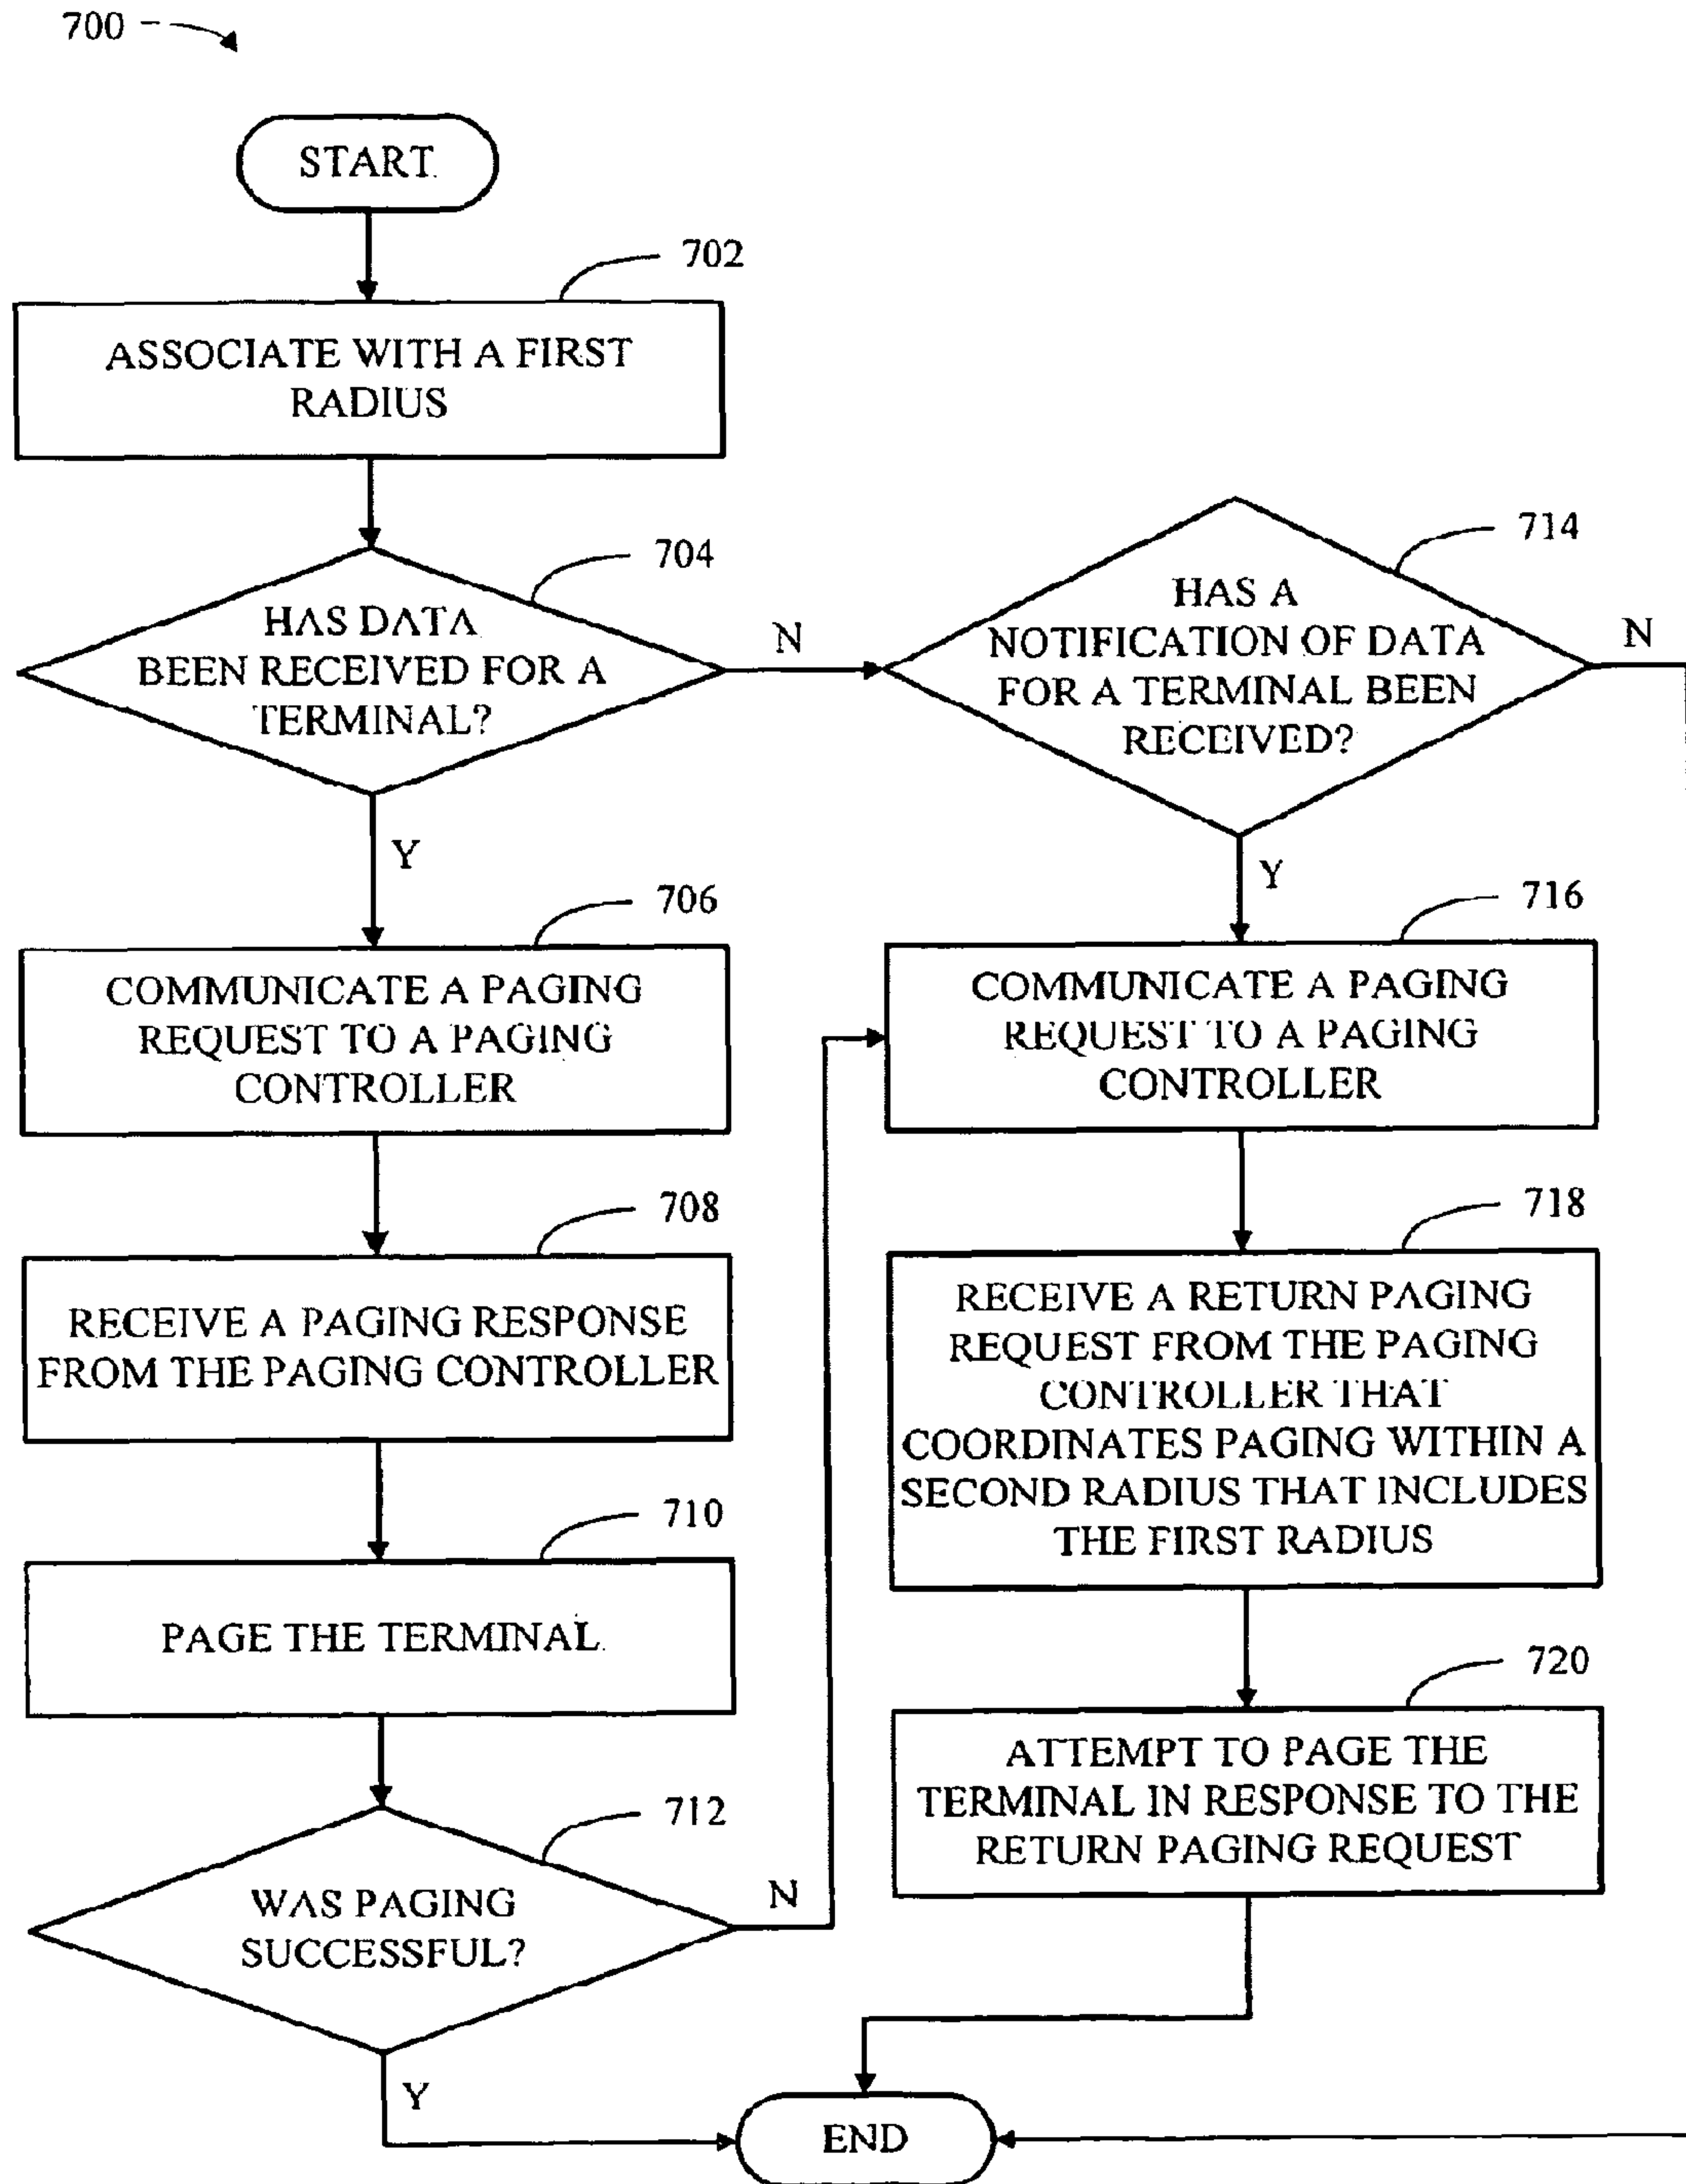 700
START
702
ASSOCIATE WITH A FIRST
RADIUS
704
HAS DATA
BEEN RECEIVED FOR A
TERMINAL?
N
Y
706
COMMUNICATE A PAGING
REQUEST TO A PAGING
CONTROLLER
708
RECEIVE A PAGING RESPONSE
FROM THE PAGING CONTROLLER
710
PAGE THE TERMINAL
712
WAS PAGING
SUCCESSFUL?
N
Y
714
HAS A
NOTIFICATION OF DATA
FOR A TERMINAL BEEN
RECEIVED?
N
Y
716
COMMUNICATE A PAGING
REQUEST TO A PAGING
CONTROLLER
718
RECEIVE A RETURN PAGING
REQUEST FROM THE PAGING
CONTROLLER THAT
COORDINATES PAGING WITHIN A
SECOND RADIUS THAT INCLUDES
THE FIRST RADIUS
720
ATTEMPT TO PAGE THE
TERMINAL IN RESPONSE TO THE
RETURN PAGING REQUEST
END